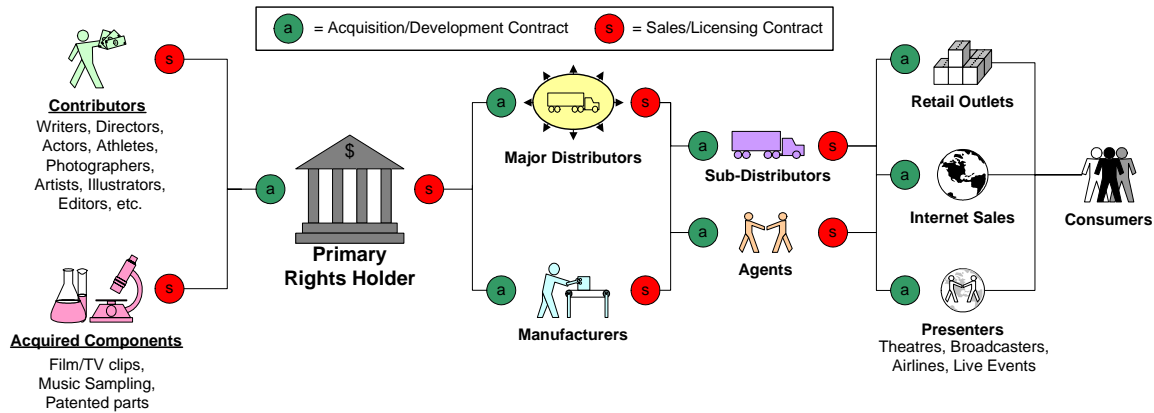 a = Acquisition/Development Contract s = Sales/Licensing Contract
s
Contributors
Writers, Directors,
Actors, Athletes,
Photographers,
Artists, Illustrators,
Editors, etc.
s
Acquired Components
Film/TV clips,
Music Sampling,
Patented parts
a
$
Primary
Rights Holder
s
a
Major Distributors
s
a
Manufacturers
s
a
Sub-Distributors
s
a
Agents
s
a
Retail Outlets
a
Internet Sales
a
Presenters
Theatres, Broadcasters,
Airlines, Live Events
Consumers